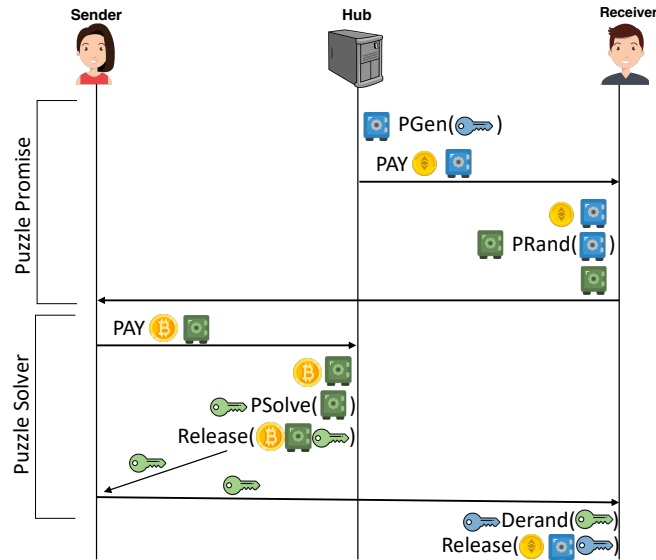 Sender
Hub
Receiver
Puzzle Promise
PGen( )
PAY
PRand( )
Puzzle Solver
PAY
PSolve( )
Release( )
Derand( )
Release( )